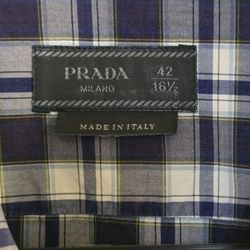 PRADA 42
MILANO 16½
MADE IN ITALY